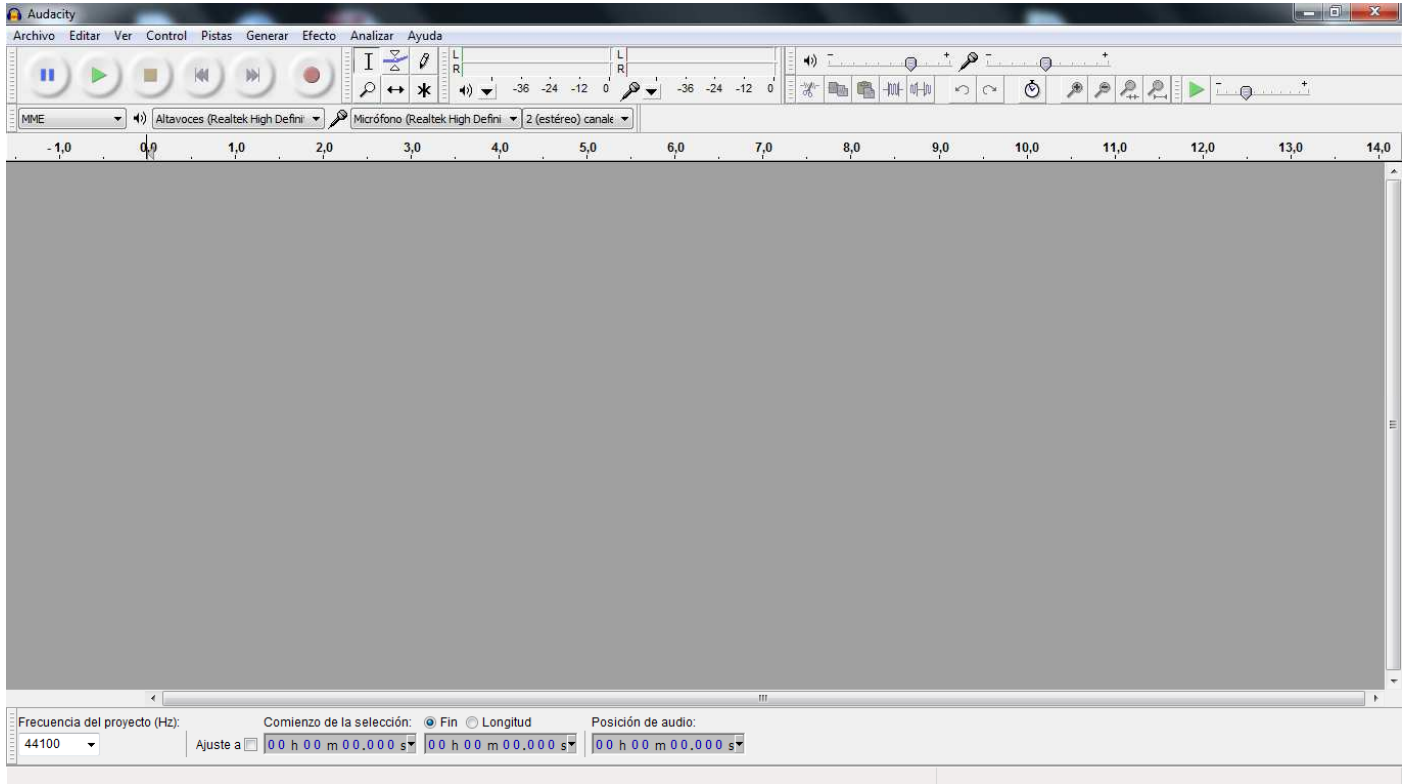 Audacity
Archivo Editar Ver Control Pistas Generar Efecto Analizar Ayuda
L
R
-36 -24 -12 0
L
R
-36 -24 -12 0
- +
- +
- +
MME
Altavoces (Realtek High Defini
Micrófono (Realtek High Defini
2 (estéreo) canale
- 1,0 0,0 1,0 2,0 3,0 4,0 5,0 6,0 7,0 8,0 9,0 10,0 11,0 12,0 13,0 14,0
Frecuencia del proyecto (Hz): Comienzo de la selección: Fin Longitud Posición de audio:
44100 Ajuste a 00 h 00 m 00.000 s 00 h 00 m 00.000 s 00 h 00 m 00.000 s